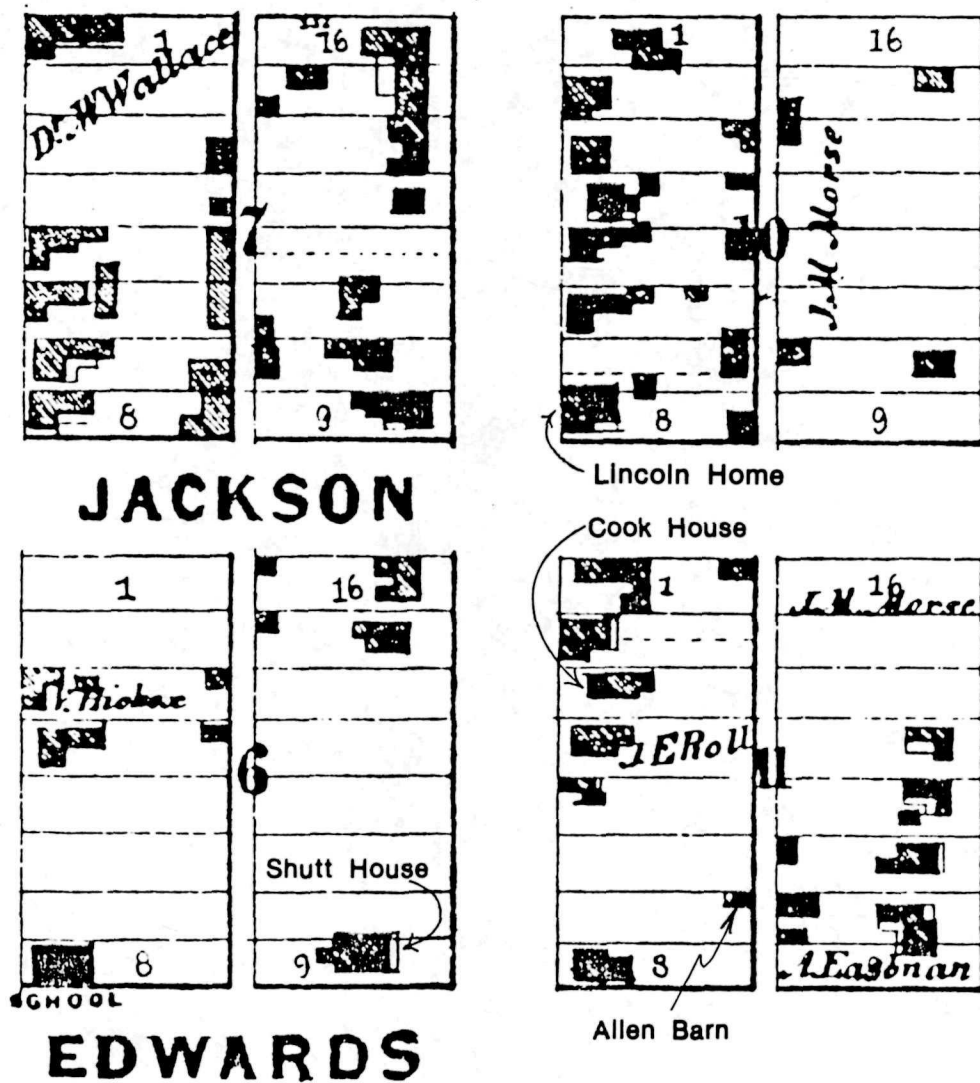 1
16
1
16
Dr. W Wallace
J. M Morse
7
10
8
9
8
9
Lincoln Home
JACKSON
Cook House
1
16
1
16
J. M. Morse
J E Roll
6
11
Shutt House
8
9
8
9
SCHOOL
Allen Barn
EDWARDS